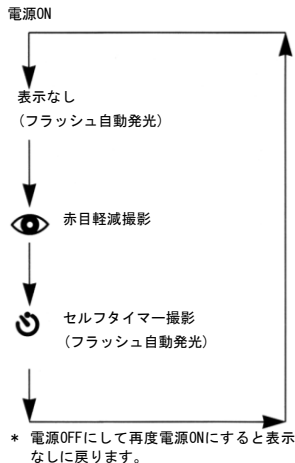 電源ON
表示なし
(フラッシュ自動発光)
赤目軽減撮影
セルフタイマー撮影
(フラッシュ自動発光)
* 電源OFFにして再度電源ONにすると表示
なしに戻ります。